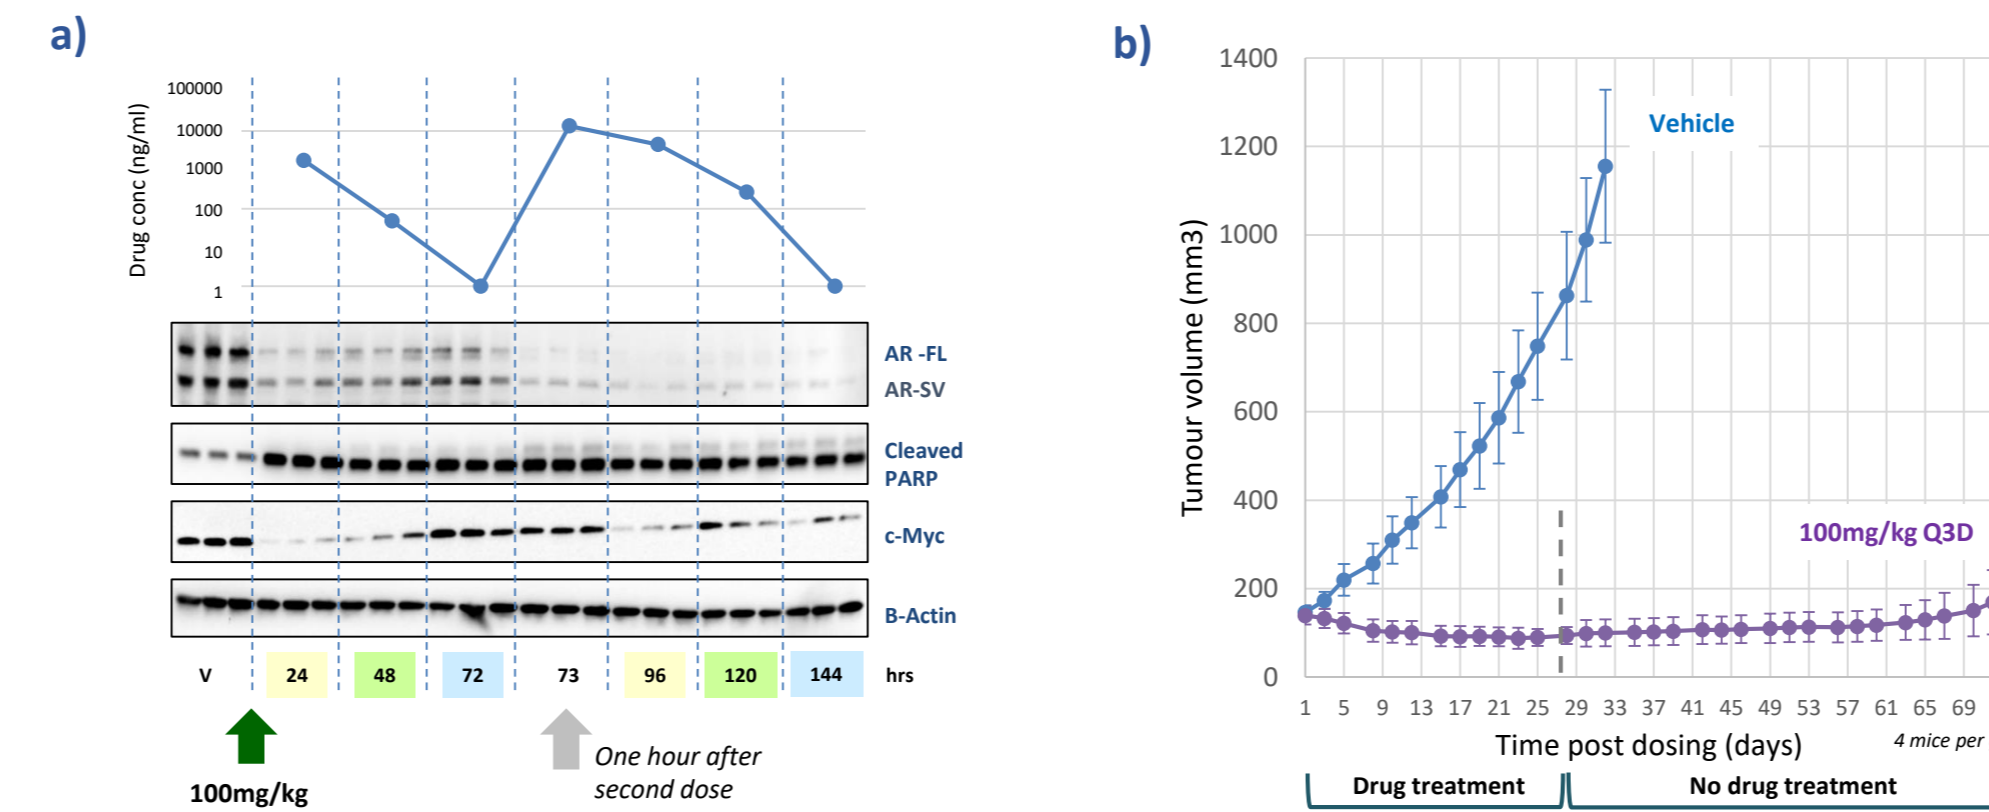 a)
Drug conc (ng/ml)
100000
10000
1000
100
10
1
AR -FL
AR-SV
Cleaved
PARP
c-Myc
B-Actin
V 24 48 72 73 96 120 144 hrs
100mg/kg
One hour after
second dose
b)
Tumour volume (mm3)
1400
1200
1000
800
600
400
200
0
Vehicle
100mg/kg Q3D
1 5 9 13 17 21 25 29 33 37 41 45 49 53 57 61 65 69
Time post dosing (days)
4 mice per
Drug treatment
No drug treatment